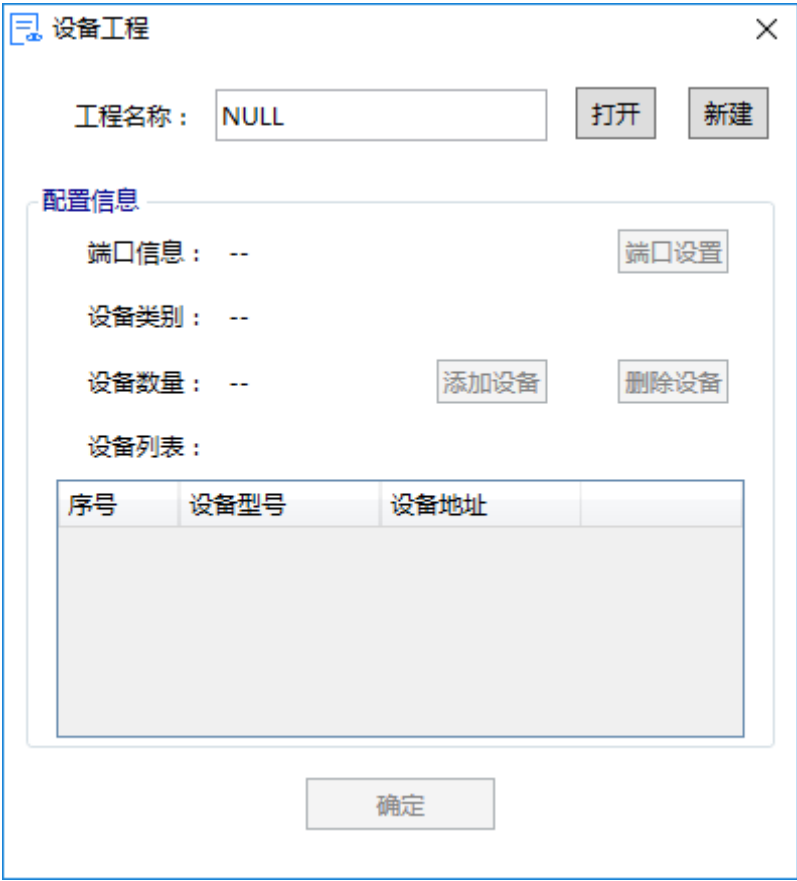 设备工程
工程名称： NULL 打开 新建
配置信息
端口信息： -- 端口设置
设备类别： --
设备数量： -- 添加设备 删除设备
设备列表：
序号 设备型号 设备地址
确定